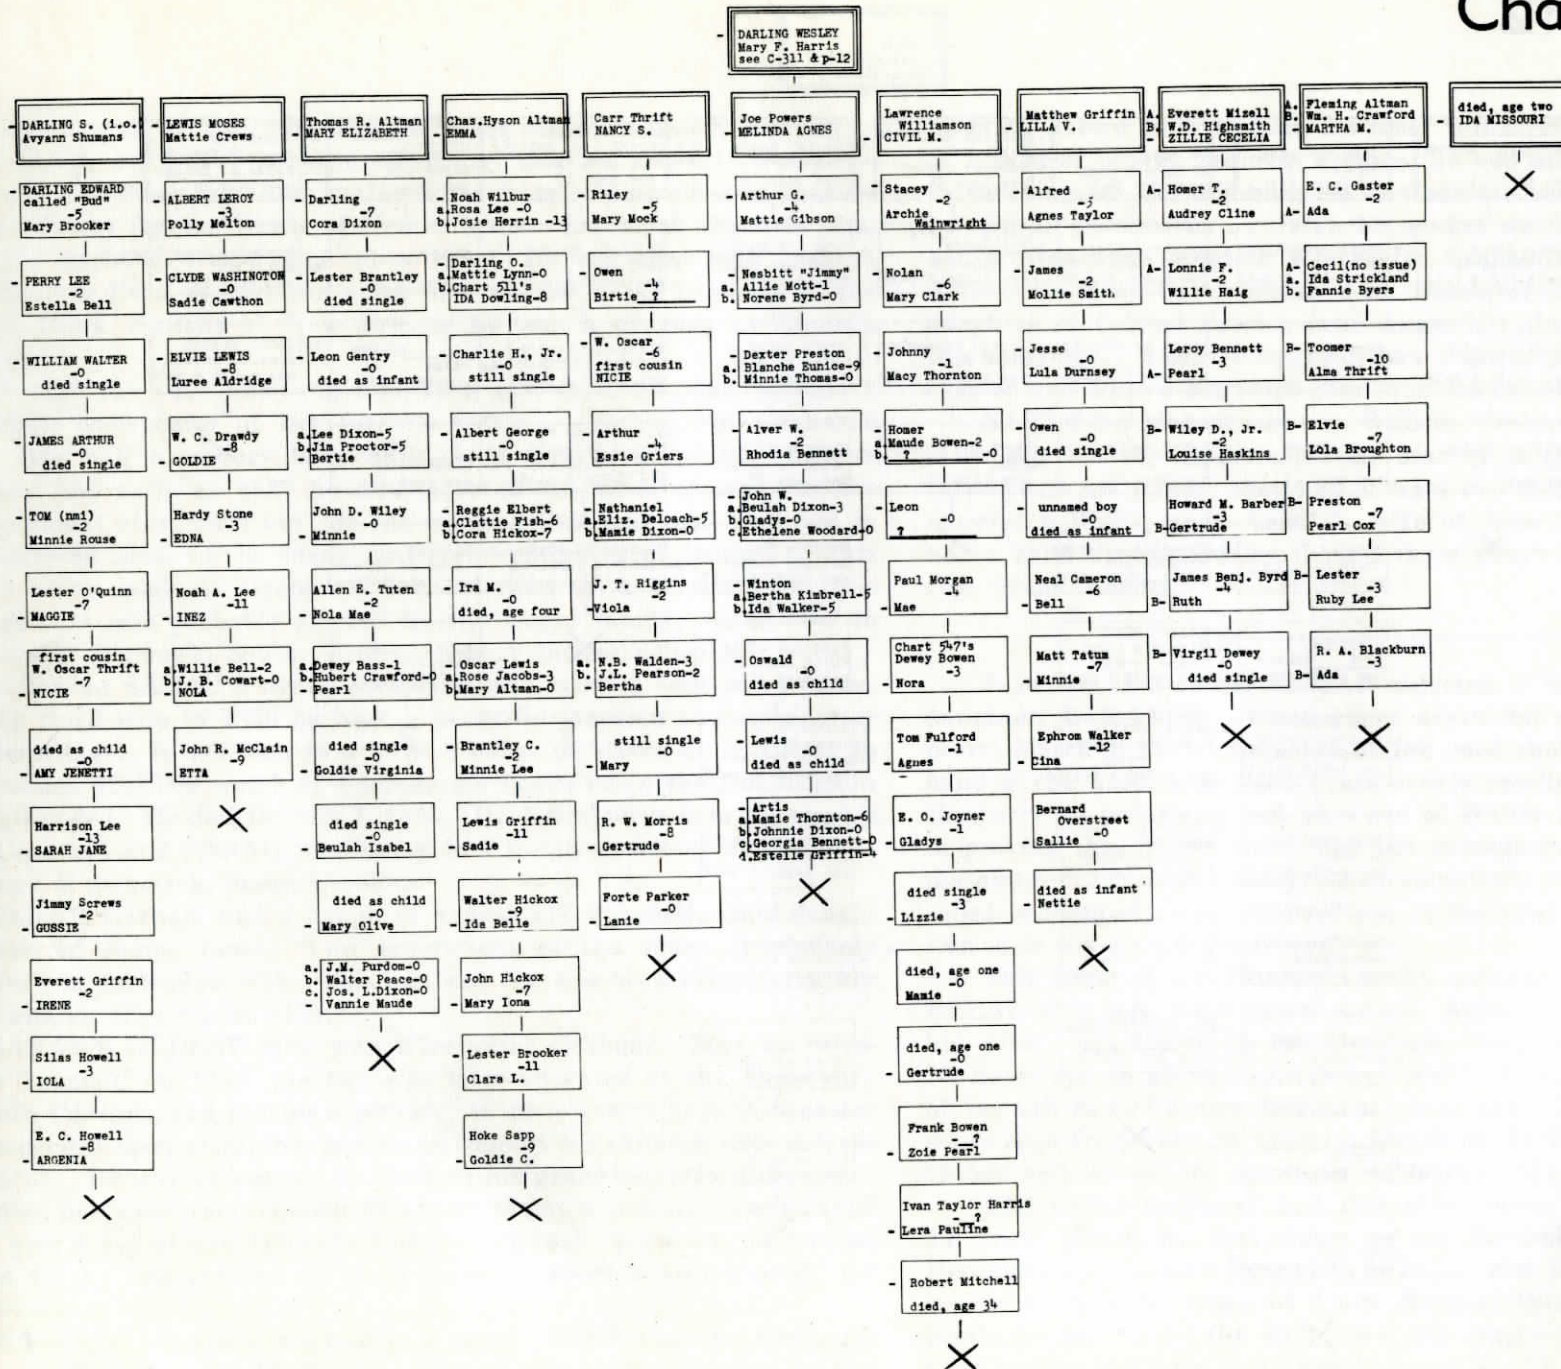 Cha
- DARLING WESLEY
Mary F. Harris
see C-311 & p-12
- DARLING S. (i.o.)
Avyann Shumans
- DARLING EDWARD
called "Bud"
-5
Mary Brooker
- PERRY LEE
-2
Estella Bell
- WILLIAM WALTER
-0
died single
- JAMES ARTHUR
-0
died single
- TOM (nmi)
-2
Minnie Rouse
Lester O'Quinn
-7
- MAGGIE
first cousin
W. Oscar Thrift
-7
- NICIE
died as child
-0
- AMY JENETTI
Harrison Lee
-13
- SARAH JANE
Jimmy Screws
-2
- GUSSIE
Everett Griffin
-2
- IRENE
Silas Howell
-3
- IOLA
E. C. Howell
-8
- ARGENIA
- LEWIS MOSES
Mattie Crews
- ALBERT LEROY
-3
Polly Melton
- CLYDE WASHINGTON
-0
Sadie Cawthon
- ELVIE LEWIS
-8
Luree Aldridge
W. C. Drawdy
-8
- GOLDIE
Hardy Stone
-3
- EDNA
Noah A. Lee
-11
- INEZ
a. Willie Bell-2
b. J. B. Cowart-0
- NOLA
John R. McClain
-9
- ETTA
Thomas R. Altman
- MARY ELIZABETH
- Darling
-7
Cora Dixon
- Lester Brantley
-0
died single
- Leon Gentry
-0
died as infant
a. Lee Dixon-5
b. Jim Proctor-5
- Bertie
John D. Wiley
-0
- Minnie
Allen E. Tuten
-2
- Nola Mae
a. Dewey Bass-1
b. Hubert Crawford-0
- Pearl
died single
-0
- Goldie Virginia
died single
-0
- Beulah Isabel
died as child
-0
- Mary Olive
a. J.M. Purdom-0
b. Walter Peace-0
c. Jos. L.Dixon-0
- Vannie Maude
Chas.Hyson Altman
- EMMA
- Noah Wilbur
a. Rosa Lee -0
b. Josie Herrin -13
- Darling O.
a. Mattie Lynn-0
b. Chart 511's
IDA Dowling-8
- Charlie H., Jr.
-0
still single
- Albert George
-0
still single
- Reggie Elbert
a. Clattie Fish-6
b. Cora Hickox-7
- Ira M.
-0
died, age four
- Oscar Lewis
a. Rose Jacobs-3
b. Mary Altman-0
- Brantley C.
-2
Minnie Lee
Lewis Griffin
-11
- Sadie
Walter Hickox
-9
- Ida Belle
John Hickox
-7
- Mary Iona
- Lester Brooker
-11
Clara L.
Hoke Sapp
-9
- Goldie C.
Carr Thrift
- NANCY S.
- Riley
-5
Mary Mock
- Owen
-4
Birtie ?
- W. Oscar
-6
first cousin
NICIE
- Arthur
-4
Essie Griers
- Nathaniel
a. Eliz. Deloach-5
b. Mamie Dixon-0
J. T. Riggins
-2
- Viola
a. N.B. Walden-3
b. J.L. Pearson-2
- Bertha
still single
-0
- Mary
R. W. Morris
-8
- Gertrude
Forte Parker
-0
- Lanie
Joe Powers
- MELINDA AGNES
- Arthur G.
-4
Mattie Gibson
- Nesbitt "Jimmy"
a. Allie Mott-1
b. Norene Byrd-0
- Dexter Preston
a. Blanche Eunice-9
b. Minnie Thomas-0
- Alver W.
-2
Rhodia Bennett
- John W.
a. Beulah Dixon-3
b. Gladys-0
c. Ethelene Woodard-0
- Winton
a. Bertha Kimbrell-5
b. Ida Walker-5
- Oswald
-0
died as child
- Lewis
-0
died as child
- Artis
a. Mamie Thornton-6
b. Johnnie Dixon-0
c. Georgia Bennett-0
d. Estelle Griffin-4
Lawrence
Williamson
- CIVIL M.
- Stacey
-2
Archie
Wainwright
- Nolan
-6
Mary Clark
- Johnny
-1
Macy Thornton
- Homer
a. Maude Bowen-2
b. ? -0
- Leon
-0
?
Paul Morgan
-4
- Mae
Chart 547's
Dewey Bowen
-3
- Nora
Tom Fulford
-1
- Agnes
E. O. Joyner
-1
- Gladys
died single
-3
- Lizzie
died, age one
-0
- Mamie
died, age one
-0
- Gertrude
Frank Bowen
- ?
- Zoie Pearl
Ivan Taylor Harris
- ?
- Lera Pauline
- Robert Mitchell
died, age 34
Matthew Griffin
- LILLA V.
- Alfred
Agnes Taylor
- James
-2
Mollie Smith
- Jesse
-0
Lula Durnsey
- Owen
-0
died single
- unnamed boy
-0
died as infant
Neal Cameron
-6
- Bell
Matt Tatum
-7
- Minnie
Ephrom Walker
-12
- Cina
Bernard
Overstreet
-0
- Sallie
died as infant
- Nettie
A. Everett Mizell
B. W.D. Highsmith
- ZILLIE CECELIA
A- Homer T.
-2
Audrey Cline
A- Lonnie F.
-2
Willie Haig
Leroy Bennett
-3
A- Pearl
B- Wiley D., Jr.
-2
Louise Haskins
Howard M. Barber
-3
B- Gertrude
James Benj. Byrd
-4
B- Ruth
B- Virgil Dewey
-0
died single
A. Fleming Altman
B. Wm. H. Crawford
- MARTHA M.
E. C. Gaster
-2
A- Ada
A- Cecil(no issue)
a. Ida Strickland
b. Fannie Byers
B- Toomer
-10
Alma Thrift
B- Elvie
-7
Lola Broughton
B- Preston
-7
Pearl Cox
B- Lester
-3
Ruby Lee
R. A. Blackburn
-3
B- Ada
died, age two
- IDA MISSOURI